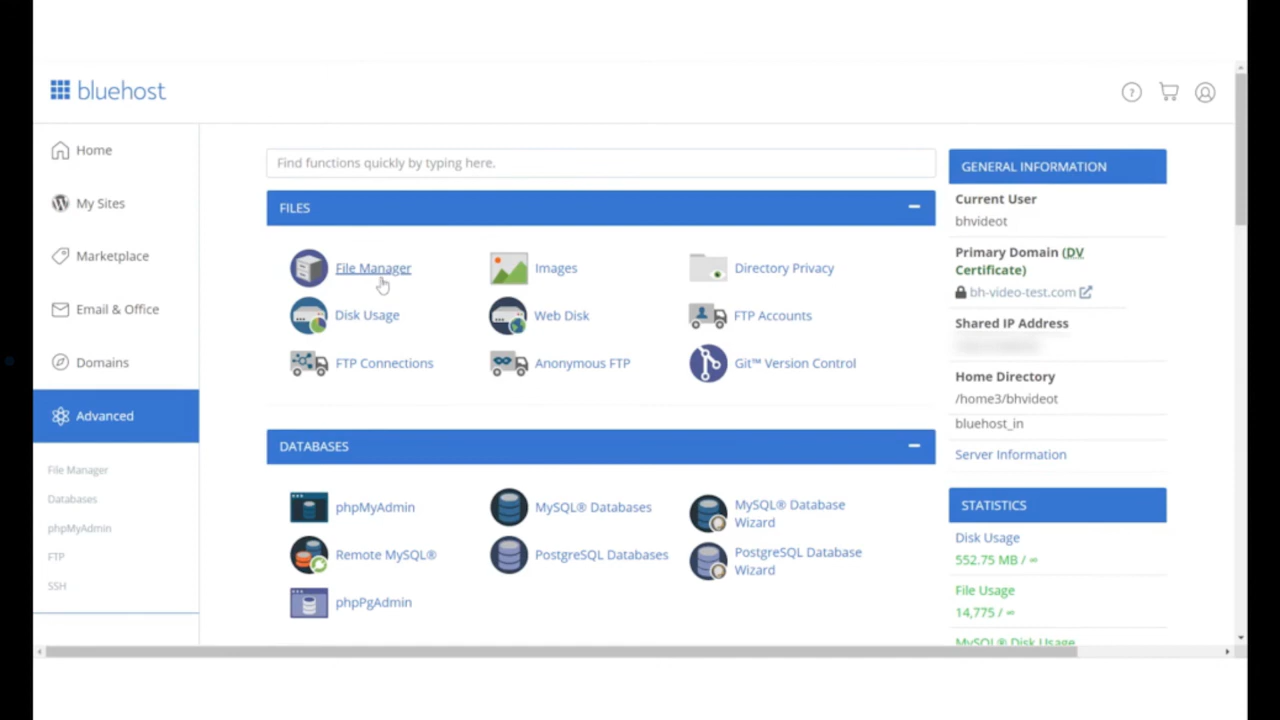 bluehost
?
Home
My Sites
Marketplace
Email & Office
Domains
Advanced
File Manager
Databases
phpMyAdmin
FTP
SSH
Find functions quickly by typing here.
FILES
File Manager
Images
Directory Privacy
Disk Usage
Web Disk
FTP Accounts
FTP Connections
Anonymous FTP
Git™ Version Control
DATABASES
phpMyAdmin
MySQL® Databases
MySQL® Database
Wizard
Remote MySQL®
PostgreSQL Databases
PostgreSQL Database
Wizard
phpPgAdmin
GENERAL INFORMATION
Current User
bhvideot
Primary Domain (DV
Certificate)
bh-video-test.com
Shared IP Address
Home Directory
/home3/bhvideot
bluehost_in
Server Information
STATISTICS
Disk Usage
552.75 MB / ∞
File Usage
14,775 / ∞
MySQL® Disk Usage